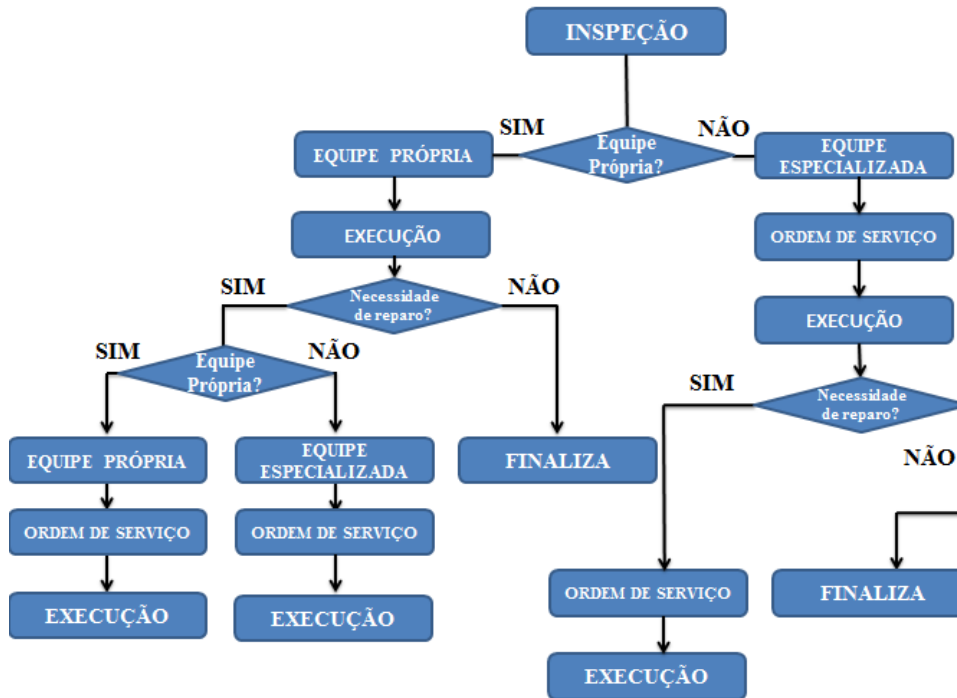 INSPEÇÃO
SIM
NÃO
Equipe
Própria?
EQUIPE PRÓPRIA
EQUIPE
ESPECIALIZADA
EXECUÇÃO
ORDEM DE SERVIÇO
SIM
Necessidade
de reparo?
NÃO
EXECUÇÃO
SIM
Equipe
Própria?
NÃO
SIM
Necessidade
de reparo?
NÃO
EQUIPE PRÓPRIA
EQUIPE
ESPECIALIZADA
FINALIZA
ORDEM DE SERVIÇO
ORDEM DE SERVIÇO
EXECUÇÃO
EXECUÇÃO
ORDEM DE SERVIÇO
FINALIZA
EXECUÇÃO